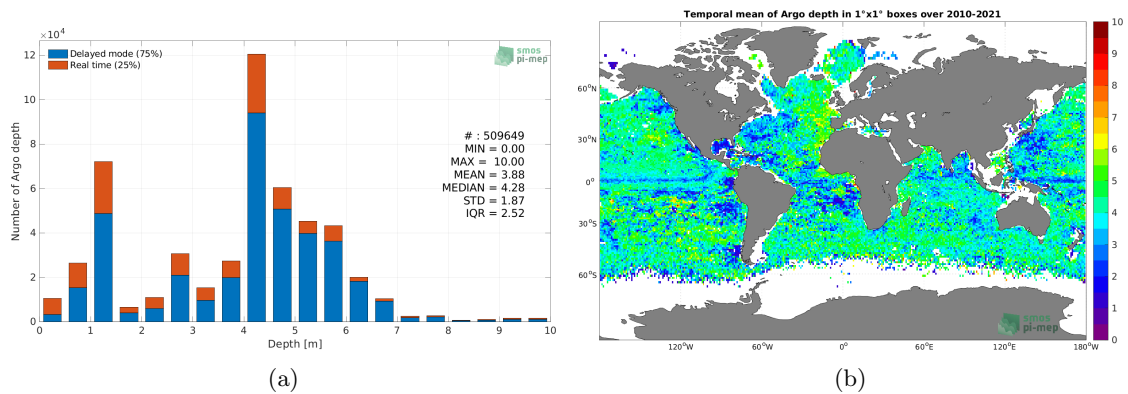 ×10⁴
Delayed mode (75%)
Real time (25%)
smos
pi-mep
12
10
8
6
4
2
0
Number of Argo depth
# : 509649
MIN = 0.00
MAX = 10.00
MEAN = 3.88
MEDIAN = 4.28
STD = 1.87
IQR = 2.52
0 1 2 3 4 5 6 7 8 9 10
Depth [m]
(a)
Temporal mean of Argo depth in 1°x1° boxes over 2010-2021
60°N
30°N
0°
30°S
60°S
120°W 60°W 0° 60°E 120°E 180°W
smos
pi-mep
10
9
8
7
6
5
4
3
2
1
0
(b)